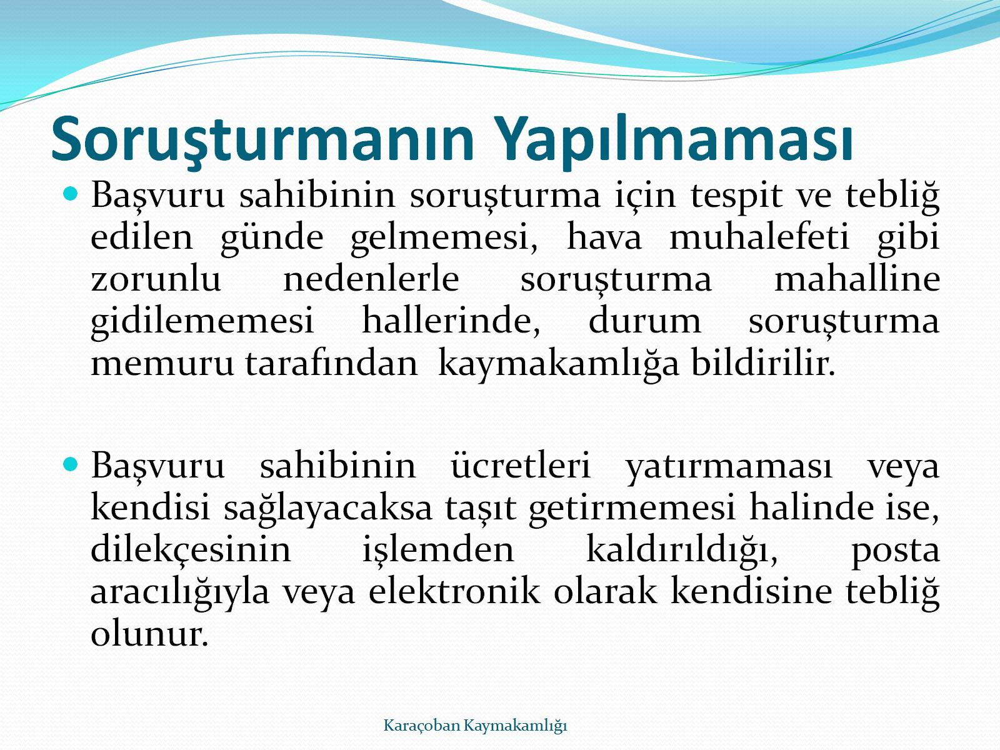 Soruşturmanın Yapılmaması
• Başvuru sahibinin soruşturma için tespit ve tebliğ
edilen günde gelmemesi, hava muhalefeti gibi
zorunlu nedenlerle soruşturma mahalline
gidilememesi hallerinde, durum soruşturma
memuru tarafından kaymakamlığa bildirilir.
• Başvuru sahibinin ücretleri yatırmaması veya
kendisi sağlayacaksa taşıt getirmemesi halinde ise,
dilekçesinin işlemden kaldırıldığı, posta
aracılığıyla veya elektronik olarak kendisine tebliğ
olunur.
Karaçoban Kaymakamlığı